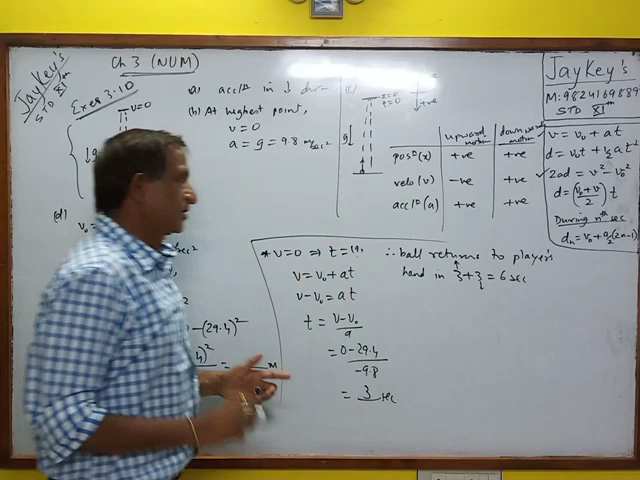 JayKey's
STD XIth
Ch 3 (NUM)
Exer 3.10
v=0
↓g
(d)
a) accln in ↓ dirn
(b) At highest point,
v = 0
a = g = 9.8 m/sec²
(c)
x=0
t=0
+ve
g↓
upward motion
downward motion
posn(x) +ve +ve
velo(v) -ve +ve
accln(a) +ve +ve
JayKey's
M: 9824169889
STD XIth
v = v₀ + at
d = v₀t + ½at²
2ad = v² - v₀²
d = (v₀+v/2) t
During nth sec
dₙ = v₀ + a/2 (2n-1)
-(29.4)²
* v=0 ⇒ t=?
v = v₀ + at
v - v₀ = at
t = v-v₀/a
= 0-29.4/-9.8
= 3 sec
∴ ball returns to player's
hand in 3+3 = 6 sec